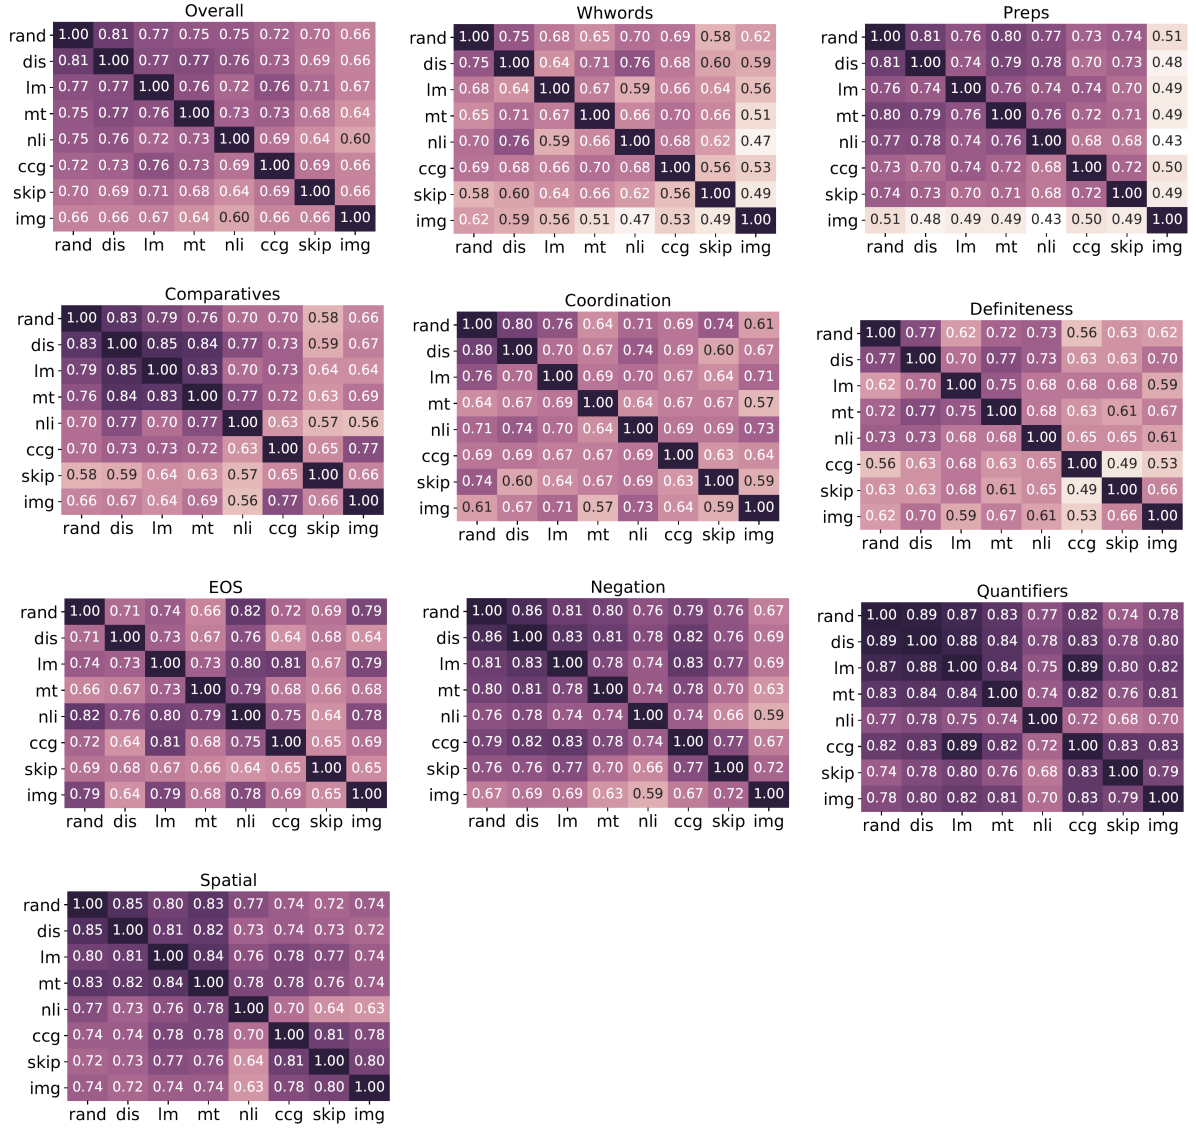 Overall
rand 1.00 0.81 0.77 0.75 0.75 0.72 0.70 0.66
dis 0.81 1.00 0.77 0.77 0.76 0.73 0.69 0.66
lm 0.77 0.77 1.00 0.76 0.72 0.76 0.71 0.67
mt 0.75 0.77 0.76 1.00 0.73 0.73 0.68 0.64
nli 0.75 0.76 0.72 0.73 1.00 0.69 0.64 0.60
ccg 0.72 0.73 0.76 0.73 0.69 1.00 0.69 0.66
skip 0.70 0.69 0.71 0.68 0.64 0.69 1.00 0.66
img 0.66 0.66 0.67 0.64 0.60 0.66 0.66 1.00
rand dis lm mt nli ccg skip img
Whwords
rand 1.00 0.75 0.68 0.65 0.70 0.69 0.58 0.62
dis 0.75 1.00 0.64 0.71 0.76 0.68 0.60 0.59
lm 0.68 0.64 1.00 0.67 0.59 0.66 0.64 0.56
mt 0.65 0.71 0.67 1.00 0.66 0.70 0.66 0.51
nli 0.70 0.76 0.59 0.66 1.00 0.68 0.62 0.47
ccg 0.69 0.68 0.66 0.70 0.68 1.00 0.56 0.53
skip 0.58 0.60 0.64 0.66 0.62 0.56 1.00 0.49
img 0.62 0.59 0.56 0.51 0.47 0.53 0.49 1.00
rand dis lm mt nli ccg skip img
Preps
rand 1.00 0.81 0.76 0.80 0.77 0.73 0.74 0.51
dis 0.81 1.00 0.74 0.79 0.78 0.70 0.73 0.48
lm 0.76 0.74 1.00 0.76 0.74 0.74 0.70 0.49
mt 0.80 0.79 0.76 1.00 0.76 0.72 0.71 0.49
nli 0.77 0.78 0.74 0.76 1.00 0.68 0.68 0.43
ccg 0.73 0.70 0.74 0.72 0.68 1.00 0.72 0.50
skip 0.74 0.73 0.70 0.71 0.68 0.72 1.00 0.49
img 0.51 0.48 0.49 0.49 0.43 0.50 0.49 1.00
rand dis lm mt nli ccg skip img
Comparatives
rand 1.00 0.83 0.79 0.76 0.70 0.70 0.58 0.66
dis 0.83 1.00 0.85 0.84 0.77 0.73 0.59 0.67
lm 0.79 0.85 1.00 0.83 0.70 0.73 0.64 0.64
mt 0.76 0.84 0.83 1.00 0.77 0.72 0.63 0.69
nli 0.70 0.77 0.70 0.77 1.00 0.63 0.57 0.56
ccg 0.70 0.73 0.73 0.72 0.63 1.00 0.65 0.77
skip 0.58 0.59 0.64 0.63 0.57 0.65 1.00 0.66
img 0.66 0.67 0.64 0.69 0.56 0.77 0.66 1.00
rand dis lm mt nli ccg skip img
Coordination
rand 1.00 0.80 0.76 0.64 0.71 0.69 0.74 0.61
dis 0.80 1.00 0.70 0.67 0.74 0.69 0.60 0.67
lm 0.76 0.70 1.00 0.69 0.70 0.67 0.64 0.71
mt 0.64 0.67 0.69 1.00 0.64 0.67 0.67 0.57
nli 0.71 0.74 0.70 0.64 1.00 0.69 0.69 0.73
ccg 0.69 0.69 0.67 0.67 0.69 1.00 0.63 0.64
skip 0.74 0.60 0.64 0.67 0.69 0.63 1.00 0.59
img 0.61 0.67 0.71 0.57 0.73 0.64 0.59 1.00
rand dis lm mt nli ccg skip img
Definiteness
rand 1.00 0.77 0.62 0.72 0.73 0.56 0.63 0.62
dis 0.77 1.00 0.70 0.77 0.73 0.63 0.63 0.70
lm 0.62 0.70 1.00 0.75 0.68 0.68 0.68 0.59
mt 0.72 0.77 0.75 1.00 0.68 0.63 0.61 0.67
nli 0.73 0.73 0.68 0.68 1.00 0.65 0.65 0.61
ccg 0.56 0.63 0.68 0.63 0.65 1.00 0.49 0.53
skip 0.63 0.63 0.68 0.61 0.65 0.49 1.00 0.66
img 0.62 0.70 0.59 0.67 0.61 0.53 0.66 1.00
rand dis lm mt nli ccg skip img
EOS
rand 1.00 0.71 0.74 0.66 0.82 0.72 0.69 0.79
dis 0.71 1.00 0.73 0.67 0.76 0.64 0.68 0.64
lm 0.74 0.73 1.00 0.73 0.80 0.81 0.67 0.79
mt 0.66 0.67 0.73 1.00 0.79 0.68 0.66 0.68
nli 0.82 0.76 0.80 0.79 1.00 0.75 0.64 0.78
ccg 0.72 0.64 0.81 0.68 0.75 1.00 0.65 0.69
skip 0.69 0.68 0.67 0.66 0.64 0.65 1.00 0.65
img 0.79 0.64 0.79 0.68 0.78 0.69 0.65 1.00
rand dis lm mt nli ccg skip img
Negation
rand 1.00 0.86 0.81 0.80 0.76 0.79 0.76 0.67
dis 0.86 1.00 0.83 0.81 0.78 0.82 0.76 0.69
lm 0.81 0.83 1.00 0.78 0.74 0.83 0.77 0.69
mt 0.80 0.81 0.78 1.00 0.74 0.78 0.70 0.63
nli 0.76 0.78 0.74 0.74 1.00 0.74 0.66 0.59
ccg 0.79 0.82 0.83 0.78 0.74 1.00 0.77 0.67
skip 0.76 0.76 0.77 0.70 0.66 0.77 1.00 0.72
img 0.67 0.69 0.69 0.63 0.59 0.67 0.72 1.00
rand dis lm mt nli ccg skip img
Quantifiers
rand 1.00 0.89 0.87 0.83 0.77 0.82 0.74 0.78
dis 0.89 1.00 0.88 0.84 0.78 0.83 0.78 0.80
lm 0.87 0.88 1.00 0.84 0.75 0.89 0.80 0.82
mt 0.83 0.84 0.84 1.00 0.74 0.82 0.76 0.81
nli 0.77 0.78 0.75 0.74 1.00 0.72 0.68 0.70
ccg 0.82 0.83 0.89 0.82 0.72 1.00 0.83 0.83
skip 0.74 0.78 0.80 0.76 0.68 0.83 1.00 0.79
img 0.78 0.80 0.82 0.81 0.70 0.83 0.79 1.00
rand dis lm mt nli ccg skip img
Spatial
rand 1.00 0.85 0.80 0.83 0.77 0.74 0.72 0.74
dis 0.85 1.00 0.81 0.82 0.73 0.74 0.73 0.72
lm 0.80 0.81 1.00 0.84 0.76 0.78 0.77 0.74
mt 0.83 0.82 0.84 1.00 0.78 0.78 0.76 0.74
nli 0.77 0.73 0.76 0.78 1.00 0.70 0.64 0.63
ccg 0.74 0.74 0.78 0.78 0.70 1.00 0.81 0.78
skip 0.72 0.73 0.77 0.76 0.64 0.81 1.00 0.80
img 0.74 0.72 0.74 0.74 0.63 0.78 0.80 1.00
rand dis lm mt nli ccg skip img